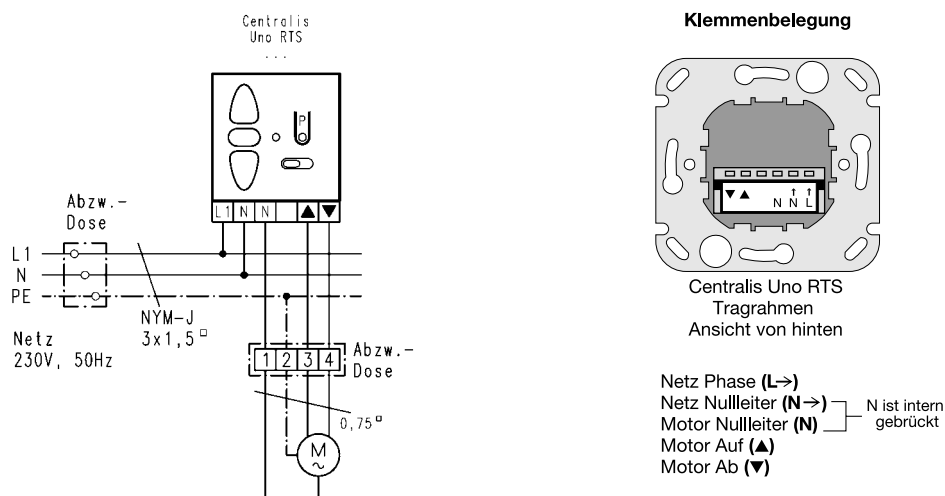 Centralis
Uno RTS
...
P
L1 N N ▲ ▼
Abzw.-
Dose
L1
N
PE
NYM-J
3x1,5 □
Netz
230V, 50Hz
1 2 3 4
Abzw.-
Dose
0,75 □
M
~
Klemmenbelegung
▼ ▲ N N L
↑ ↑
Centralis Uno RTS
Tragrahmen
Ansicht von hinten
Netz Phase (L→)
Netz Nullleiter (N→)
Motor Nullleiter (N)
N ist intern
gebrückt
Motor Auf (▲)
Motor Ab (▼)